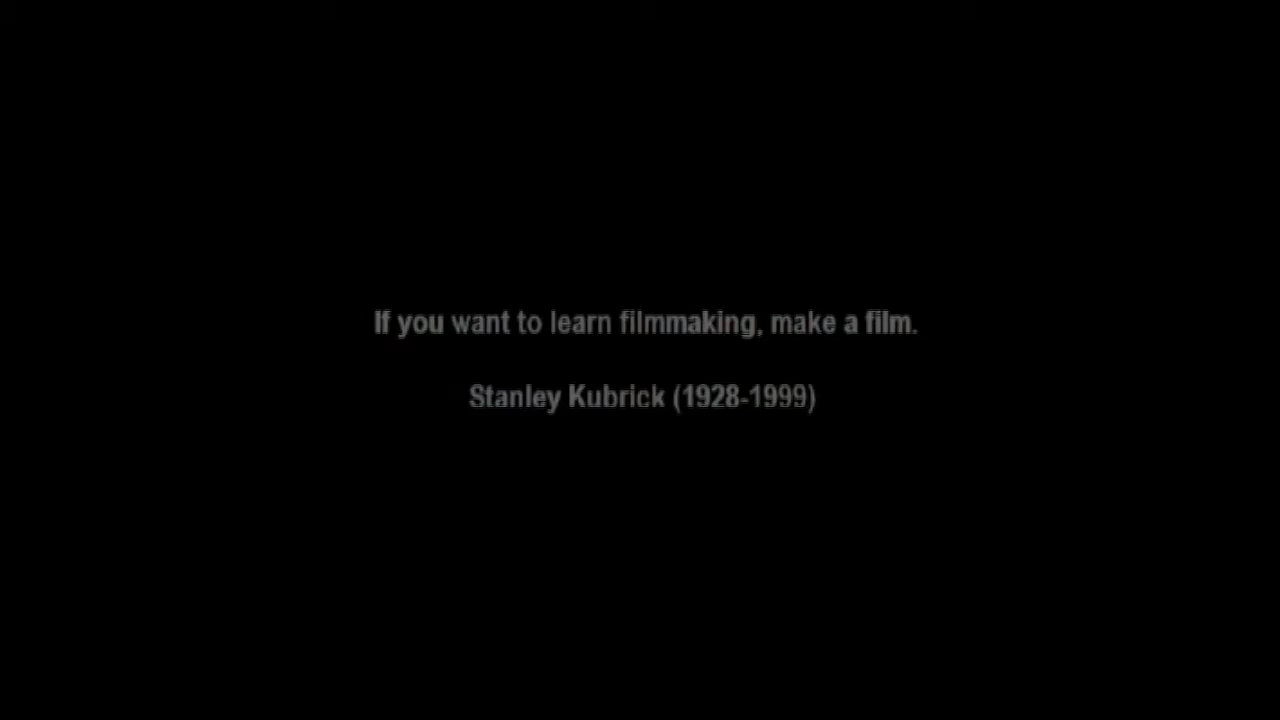 If you want to learn filmmaking, make a film.
Stanley Kubrick (1928-1999)